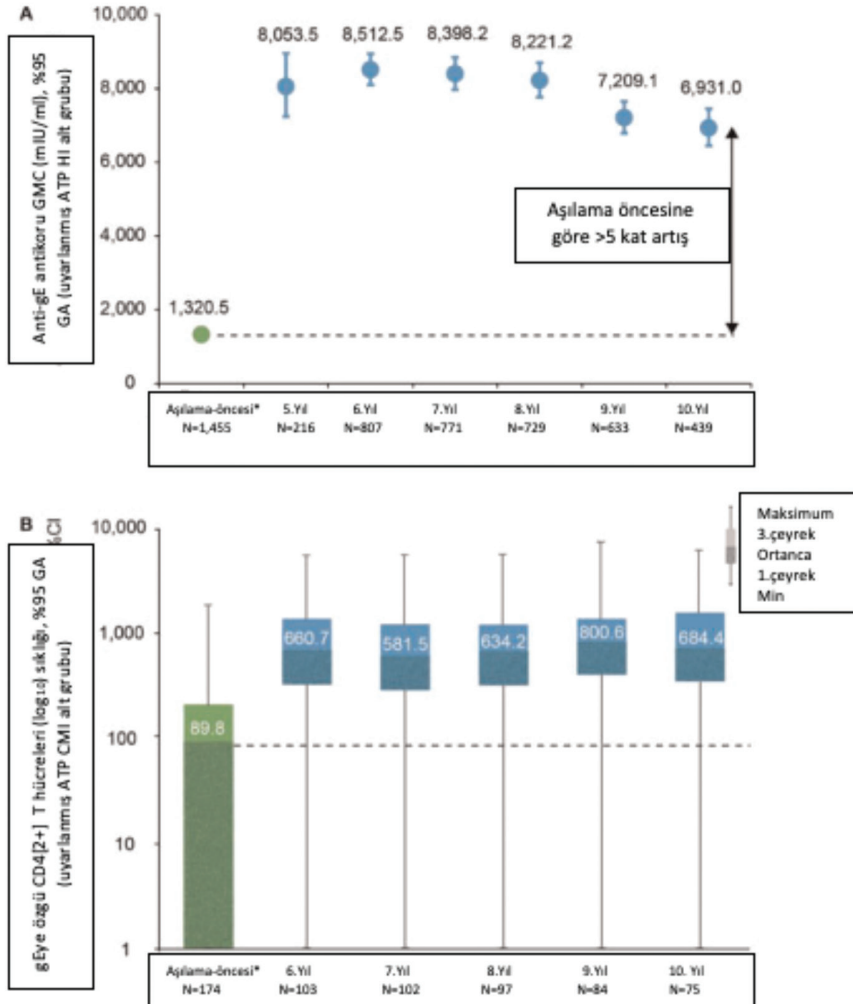 A
10,000
8,000
6,000
4,000
2,000
0
Anti-gE antikoru GMC (mIU/ml), %95
GA (uyarlanmış ATP HI alt grubu)
8,053.5
8,512.5
8,398.2
8,221.2
7,209.1
6,931.0
Aşılama öncesine
göre >5 kat artış
1,320.5
Aşılama-öncesi* 5.Yıl 6.Yıl 7.Yıl 8.Yıl 9.Yıl 10.Yıl
N=1,455 N=216 N=807 N=771 N=729 N=633 N=439
B
%CI
10,000
1,000
100
10
1
gEye özgü CD4[2+] T hücreleri (log10) sıklığı, %95 GA
(uyarlanmış ATP CMI alt grubu)
Maksimum
3.çeyrek
Ortanca
1.çeyrek
Min
89.8
660.7
581.5
634.2
800.6
684.4
Aşılama-öncesi* 6.Yıl 7.Yıl 8.Yıl 9.Yıl 10. Yıl
N=174 N=103 N=102 N=97 N=84 N=75